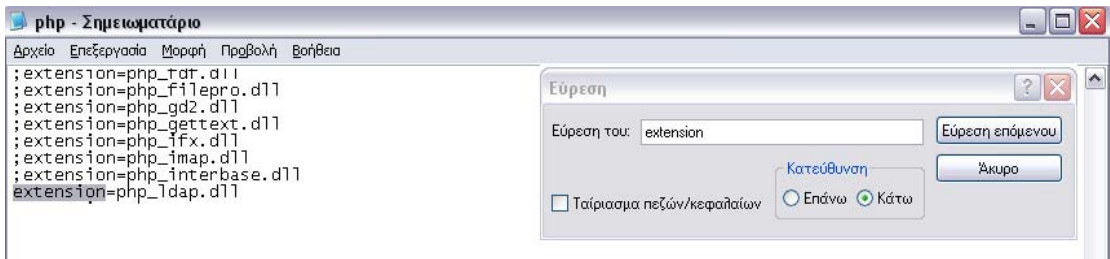 php - Σημειωματάριο
Αρχείο Επεξεργασία Μορφή Προβολή Βοήθεια
;extension=php_fdf.dll
;extension=php_filepro.dll
;extension=php_gd2.dll
;extension=php_gettext.dll
;extension=php_ifx.dll
;extension=php_imap.dll
;extension=php_interbase.dll
extension=php_ldap.dll
Εύρεση
Εύρεση του: extension
Εύρεση επόμενου
Κατεύθυνση
Άκυρο
Ταίριασμα πεζών/κεφαλαίων
Επάνω Κάτω